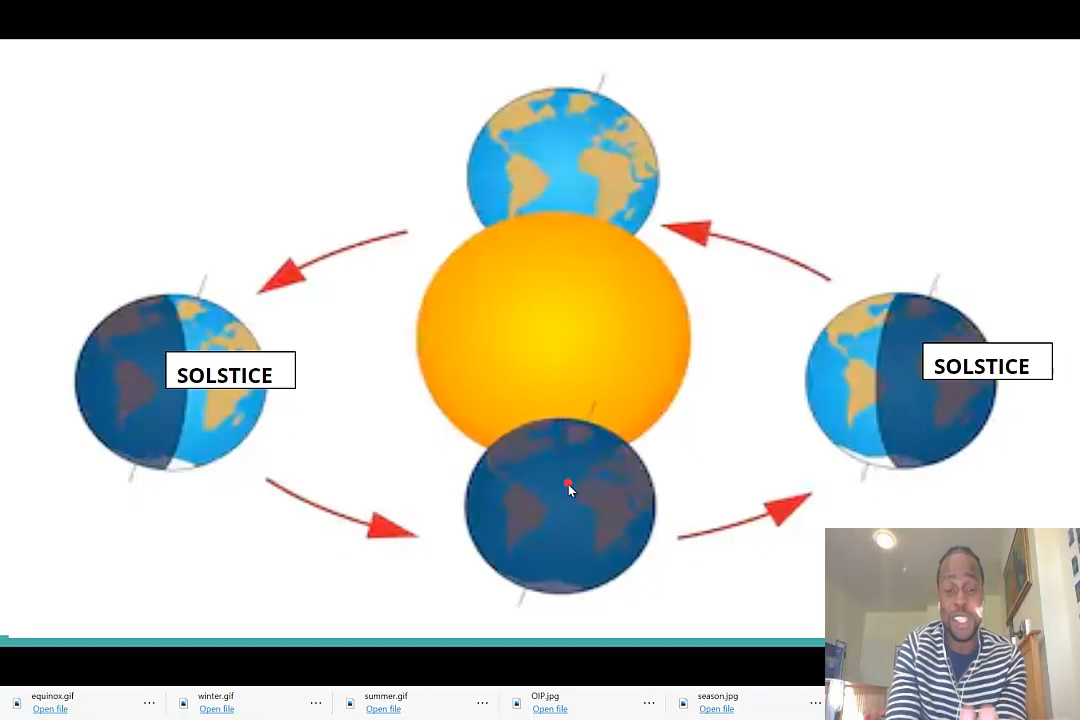 SOLSTICE
SOLSTICE
equinox.gif
Open file
winter.gif
Open file
summer.gif
Open file
OIP.jpg
Open file
season.jpg
Open file